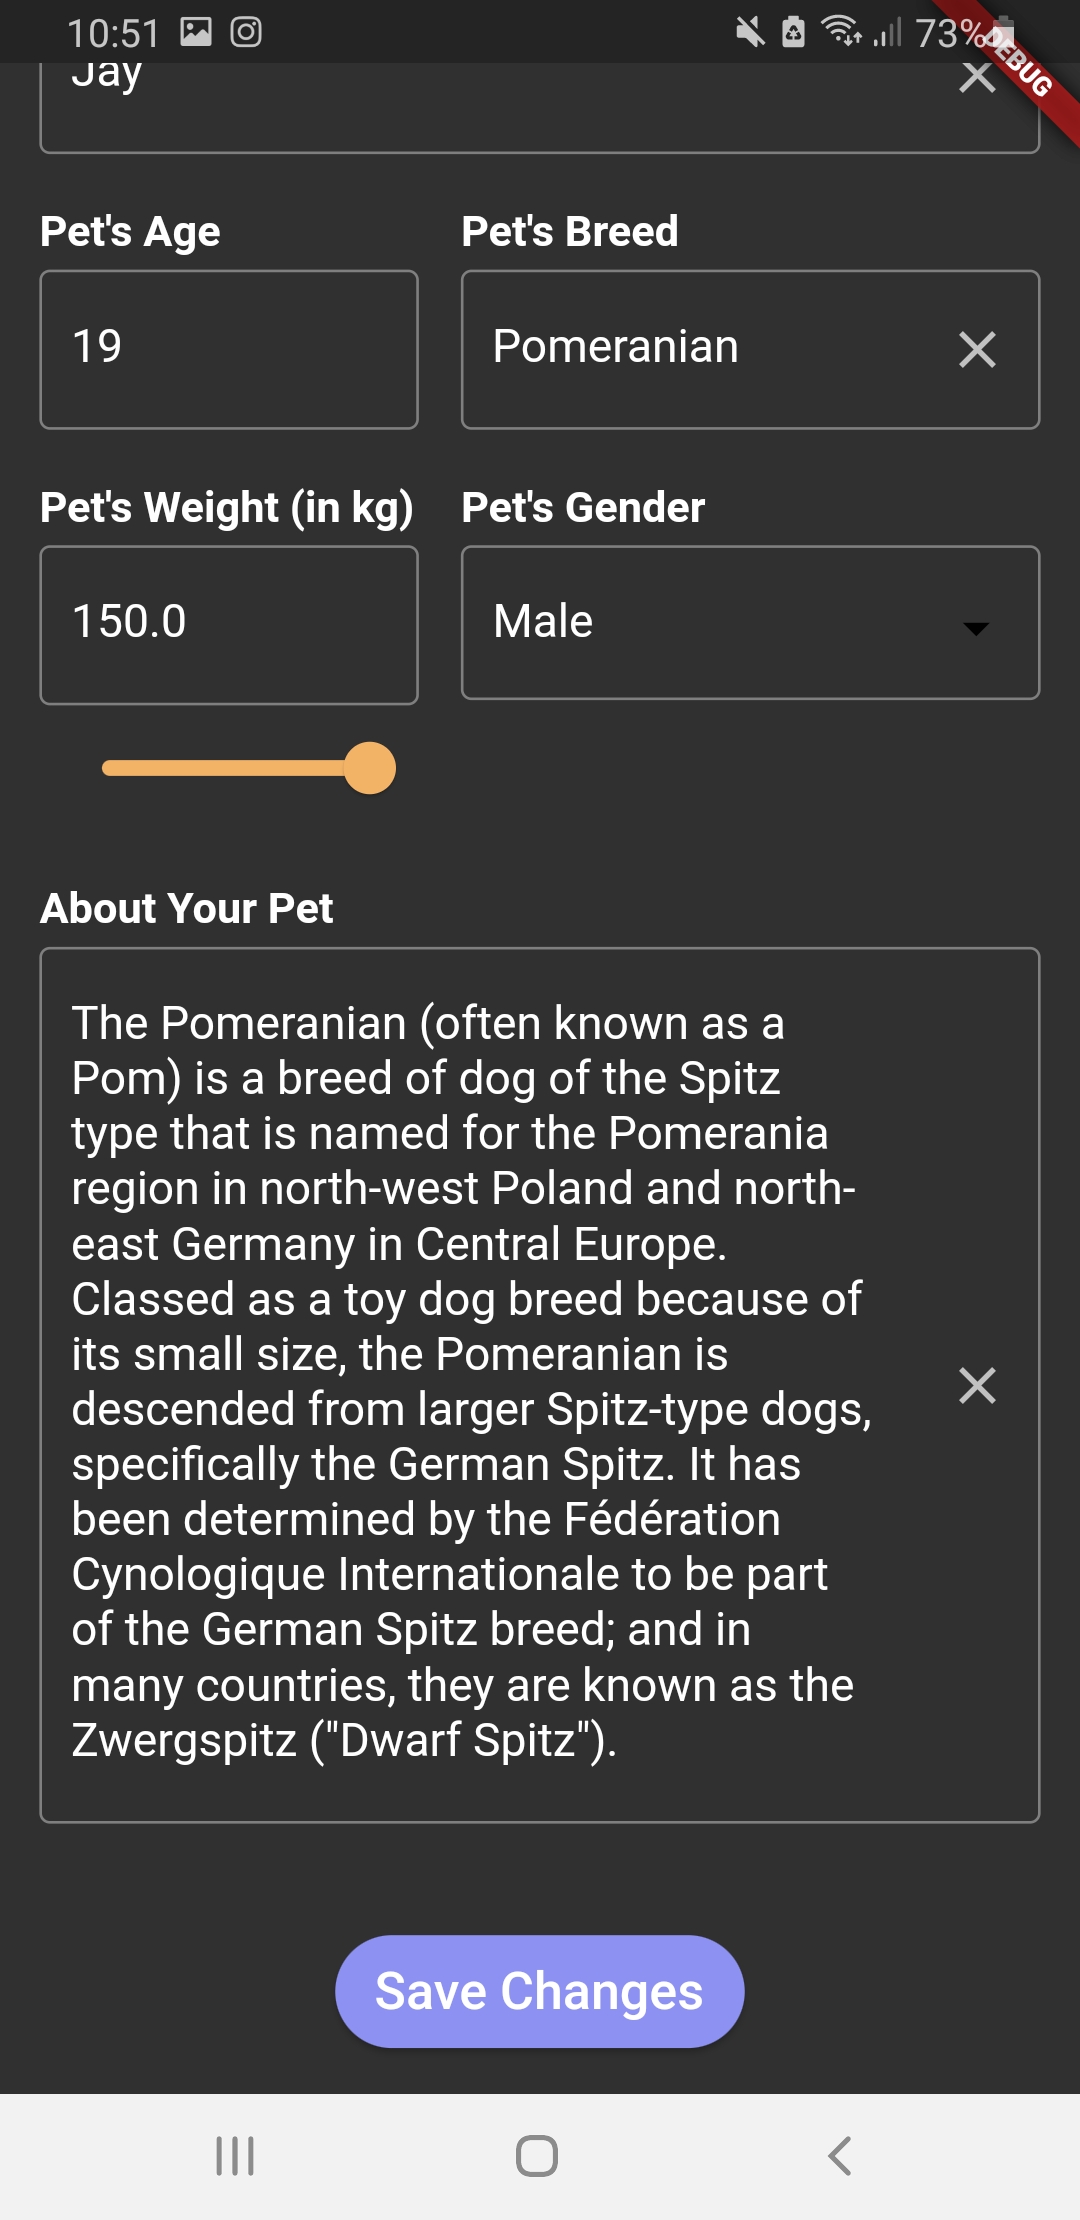 10:51
73%
DEBUG
Jay
Pet's Age
Pet's Breed
19
Pomeranian
Pet's Weight (in kg)
Pet's Gender
150.0
Male
About Your Pet
The Pomeranian (often known as a
Pom) is a breed of dog of the Spitz
type that is named for the Pomerania
region in north-west Poland and north-
east Germany in Central Europe.
Classed as a toy dog breed because of
its small size, the Pomeranian is
descended from larger Spitz-type dogs,
specifically the German Spitz. It has
been determined by the Fédération
Cynologique Internationale to be part
of the German Spitz breed; and in
many countries, they are known as the
Zwergspitz ("Dwarf Spitz").
Save Changes